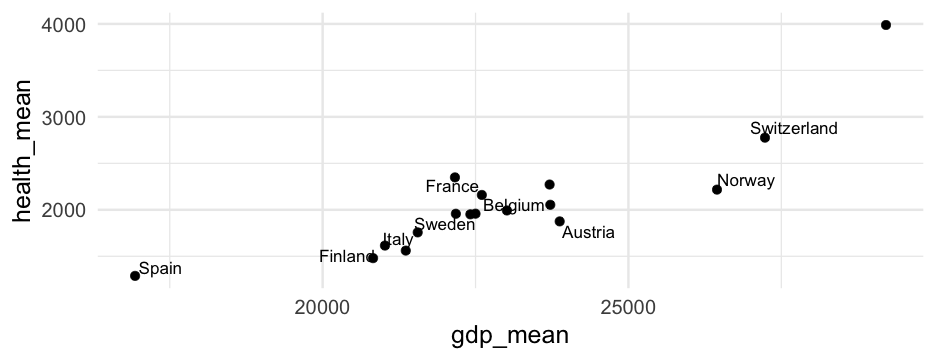 4000
3000
2000
health_mean
Switzerland
Norway
France
Belgium
Sweden
Austria
Italy
Finland
Spain
20000
25000
gdp_mean